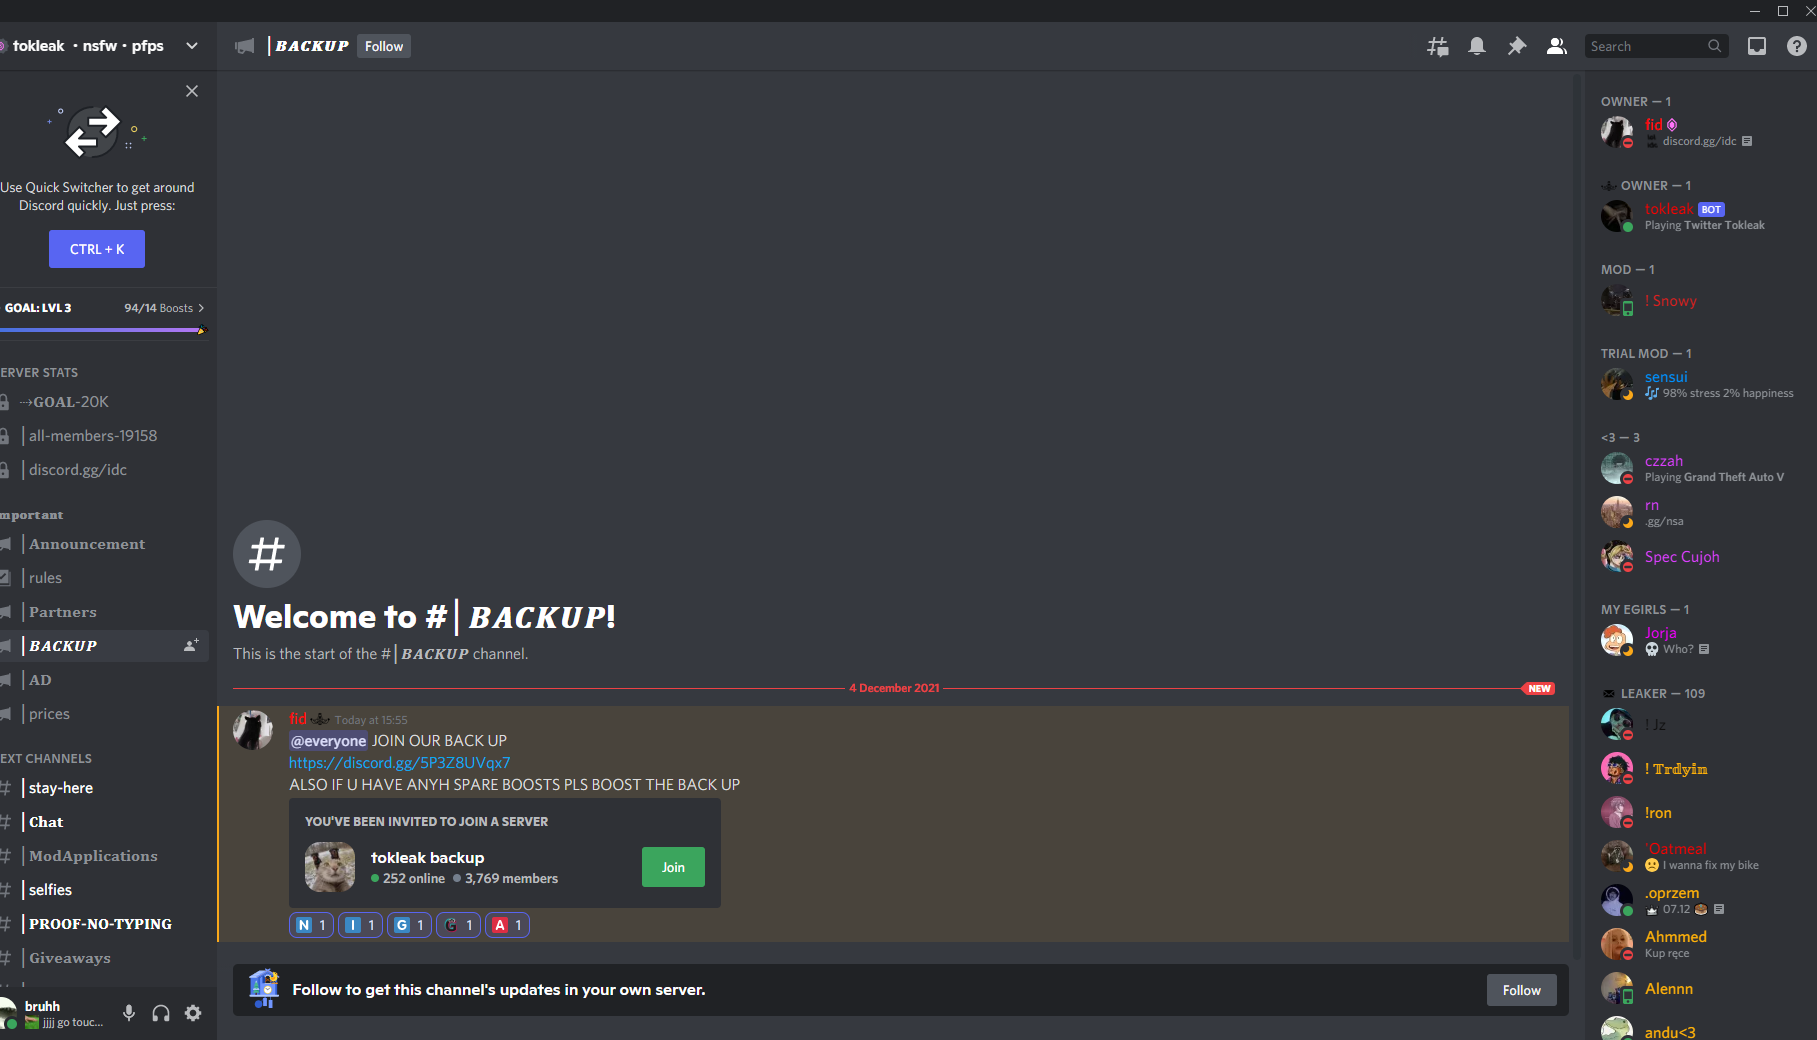 tokleak • nsfw • pfps
BACKUP Follow
Search
Use Quick Switcher to get around
Discord quickly. Just press:
CTRL + K
GOAL: LVL 3 94/14 Boosts
ERVER STATS
⤑GOAL-20K
│all-members-19158
│discord.gg/idc
mportant
│Announcement
│rules
│Partners
│BACKUP
│AD
│prices
EXT CHANNELS
│stay-here
│Chat
│ModApplications
│selfies
│PROOF-NO-TYPING
│Giveaways
bruhh
jjjj go touc...
Welcome to #│BACKUP!
This is the start of the #│BACKUP channel.
4 December 2021 NEW
fid Today at 15:55
@everyone JOIN OUR BACK UP
https://discord.gg/5P3Z8UVqx7
ALSO IF U HAVE ANYH SPARE BOOSTS PLS BOOST THE BACK UP
YOU'VE BEEN INVITED TO JOIN A SERVER
tokleak backup
252 online 3,769 members
Join
N 1 I 1 G 1 G 1 A 1
Follow to get this channel's updates in your own server.
Follow
OWNER — 1
fid
discord.gg/idc
OWNER — 1
tokleak BOT
Playing Twitter Tokleak
MOD — 1
! Snowy
TRIAL MOD — 1
sensui
98% stress 2% happiness
<3 — 3
czzah
Playing Grand Theft Auto V
rn
.gg/nsa
Spec Cujoh
MY EGIRLS — 1
Jorja
Who?
LEAKER — 109
! Jz
! 𝕋𝕣𝕕𝕪𝕚𝕟
!ron
'Oatmeal
I wanna fix my bike
.oprzem
07.12
Ahmmed
Kup ręce
Alennn
andu<3